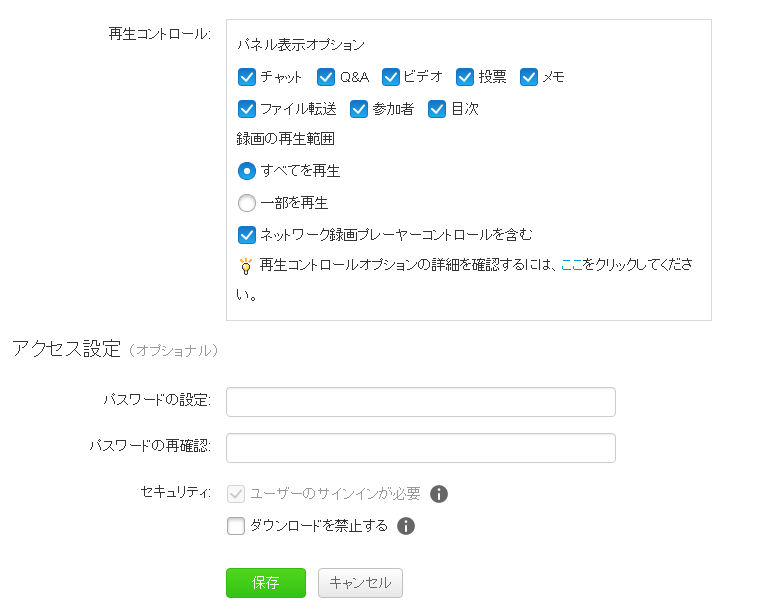 再生コントロール:
パネル表示オプション
チャット Q&A ビデオ 投票 メモ
ファイル転送 参加者 目次
録画の再生範囲
すべてを再生
一部を再生
ネットワーク録画プレーヤーコントロールを含む
再生コントロールオプションの詳細を確認するには、ここをクリックしてくださ
い。
アクセス設定 (オプショナル)
パスワードの設定:
パスワードの再確認:
セキュリティ: ユーザーのサインインが必要
ダウンロードを禁止する
保存 キャンセル